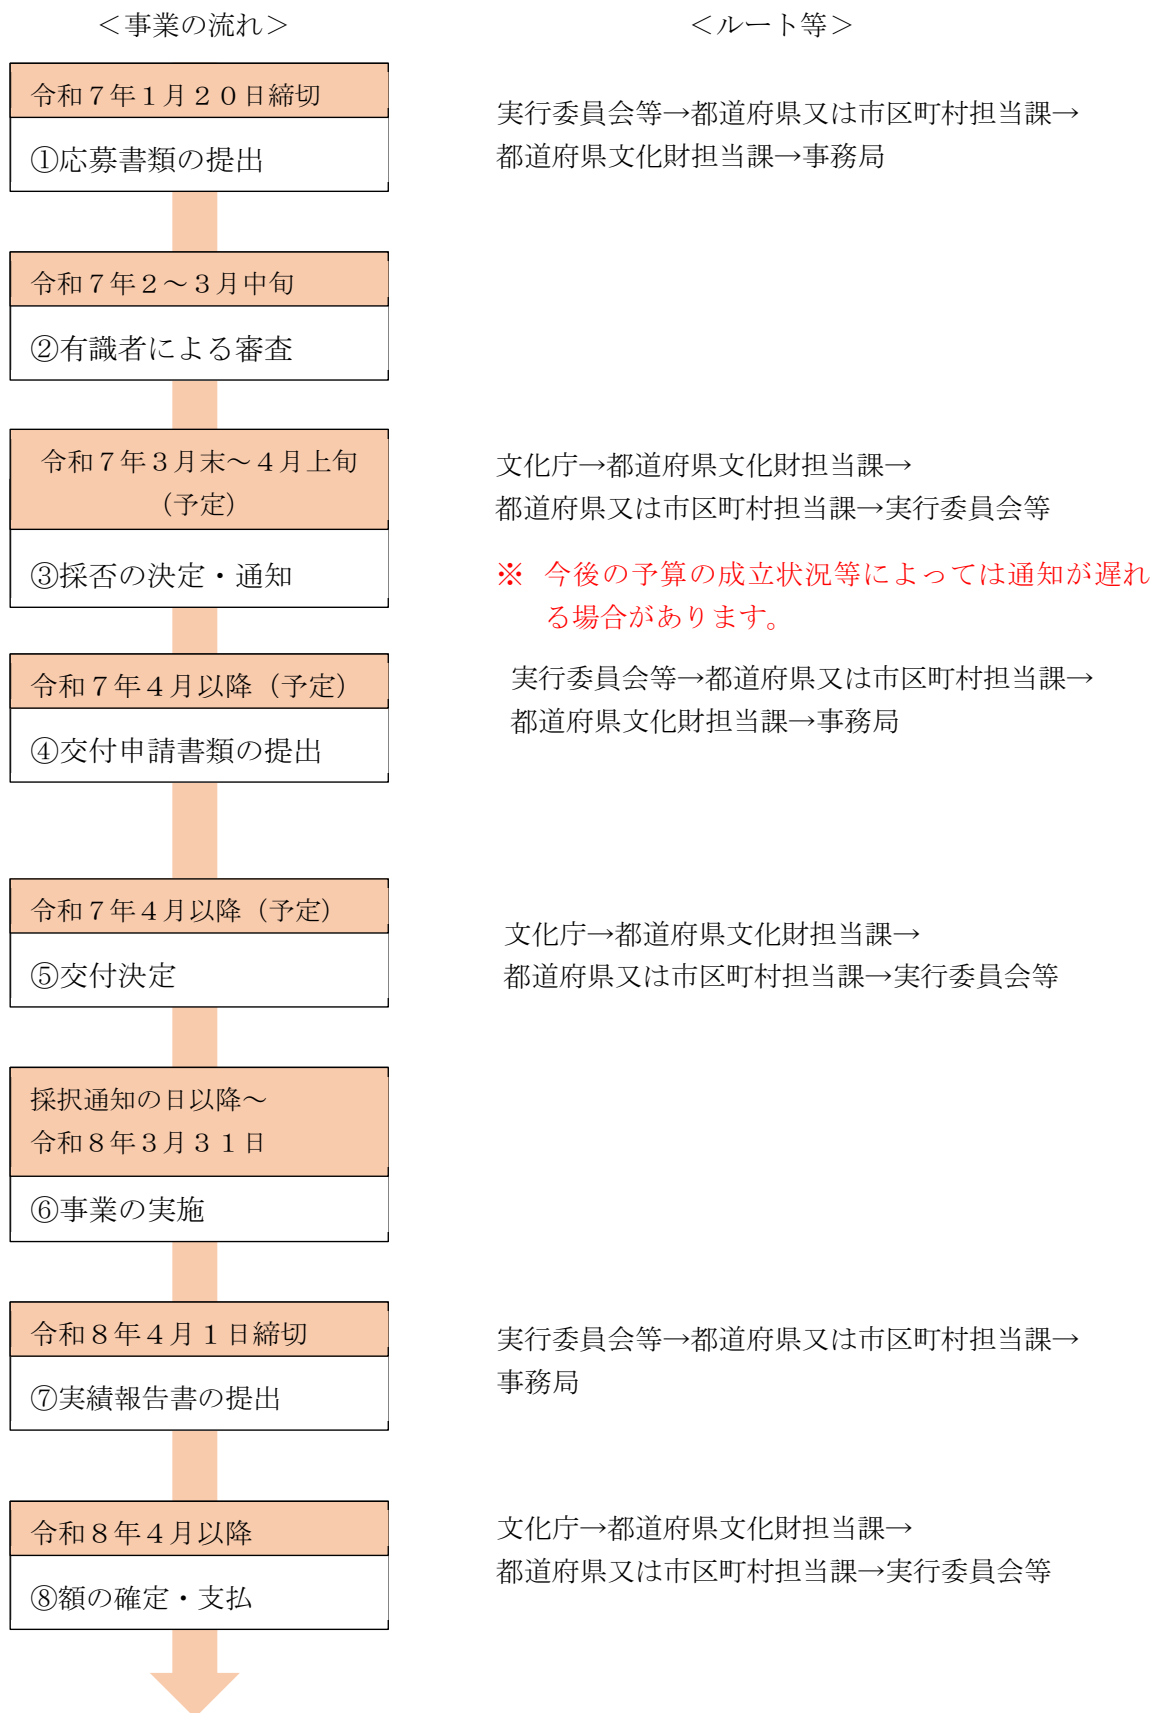 ＜事業の流れ＞
＜ルート等＞
令和７年１月２０日締切
①応募書類の提出
実行委員会等→都道府県又は市区町村担当課→
都道府県文化財担当課→事務局
令和７年２～３月中旬
②有識者による審査
令和７年３月末～４月上旬
（予定）
③採否の決定・通知
文化庁→都道府県文化財担当課→
都道府県又は市区町村担当課→実行委員会等
※ 今後の予算の成立状況等によっては通知が遅れ
る場合があります。
令和７年４月以降（予定）
④交付申請書類の提出
実行委員会等→都道府県又は市区町村担当課→
都道府県文化財担当課→事務局
令和７年４月以降（予定）
⑤交付決定
文化庁→都道府県文化財担当課→
都道府県又は市区町村担当課→実行委員会等
採択通知の日以降～
令和８年３月３１日
⑥事業の実施
令和８年４月１日締切
⑦実績報告書の提出
実行委員会等→都道府県又は市区町村担当課→
事務局
令和８年４月以降
⑧額の確定・支払
文化庁→都道府県文化財担当課→
都道府県又は市区町村担当課→実行委員会等